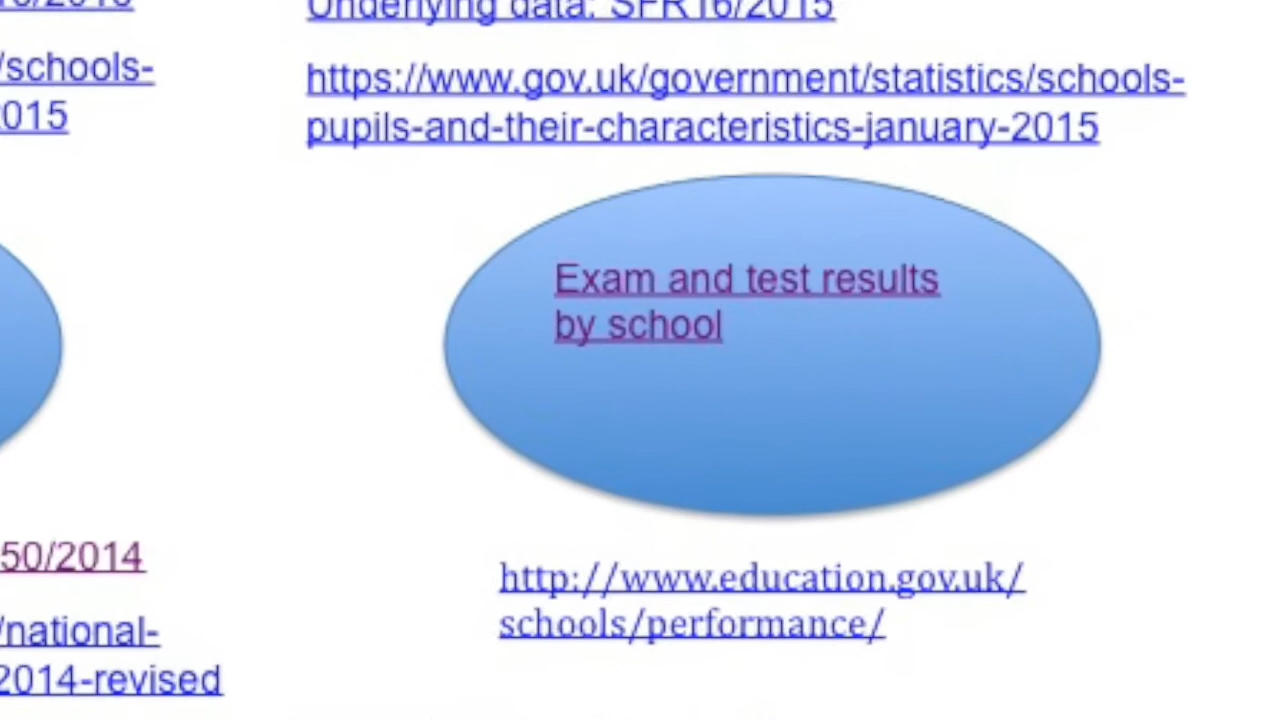 Underlying data: SFR16/2015
/schools-
2015
https://www.gov.uk/government/statistics/schools-
pupils-and-their-characteristics-january-2015
Exam and test results
by school
50/2014
/national-
2014-revised
http://www.education.gov.uk/
schools/performance/